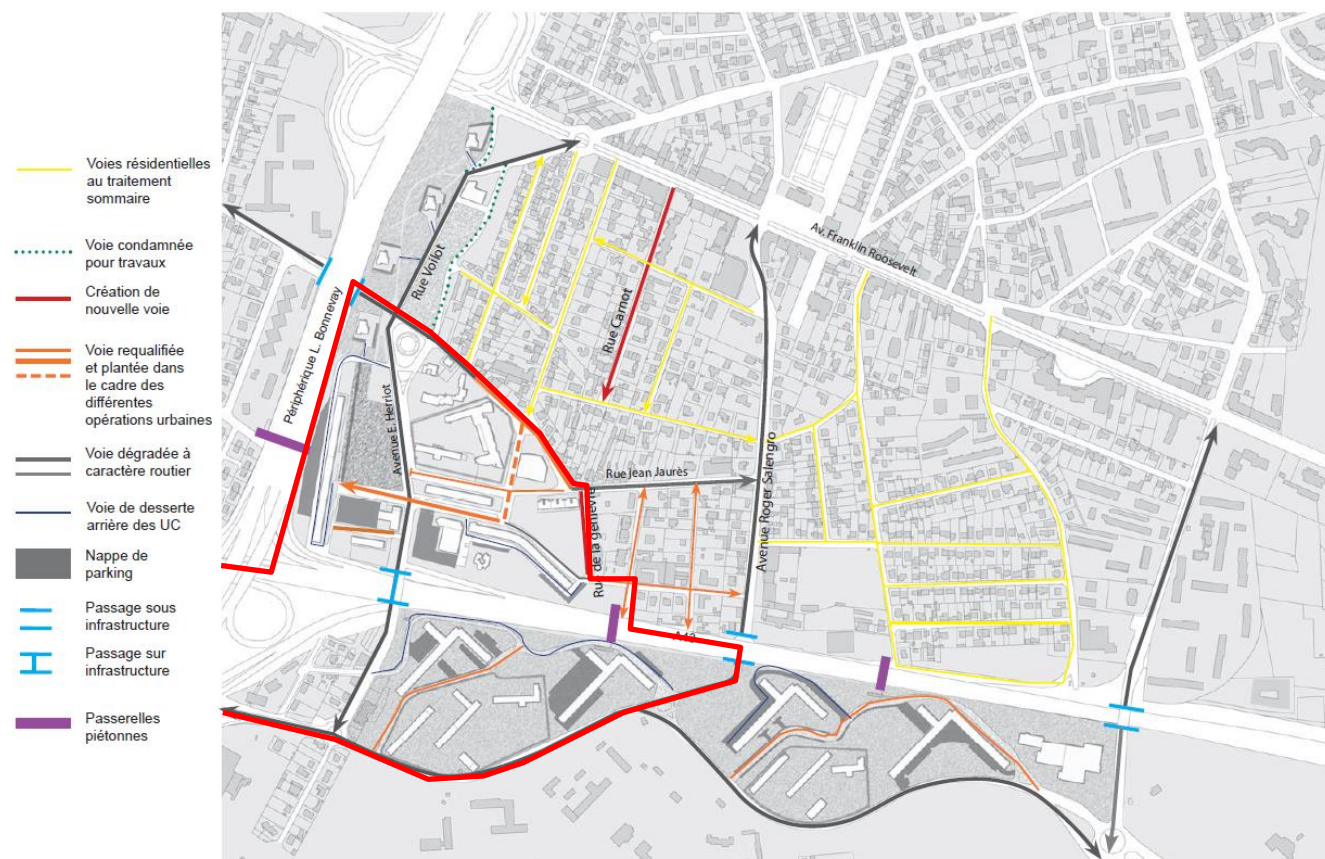 Voies résidentielles
au traitement
sommaire
Voie condamnée
pour travaux
Création de
nouvelle voie
Voie requalifiée
et plantée dans
le cadre des
différentes
opérations urbaines
Voie dégradée à
caractère routier
Voie de desserte
arrière des UC
Nappe de
parking
Passage sous
infrastructure
Passage sur
infrastructure
Passerelles
piétonnes
Périphérique L. Bonnevay
Rue Voilot
Avenue E. Herriot
Rue Carnot
Av. Franklin Roosevelt
Rue Jean Jaurès
Rue de la genievre
Avenue Roger Salengro